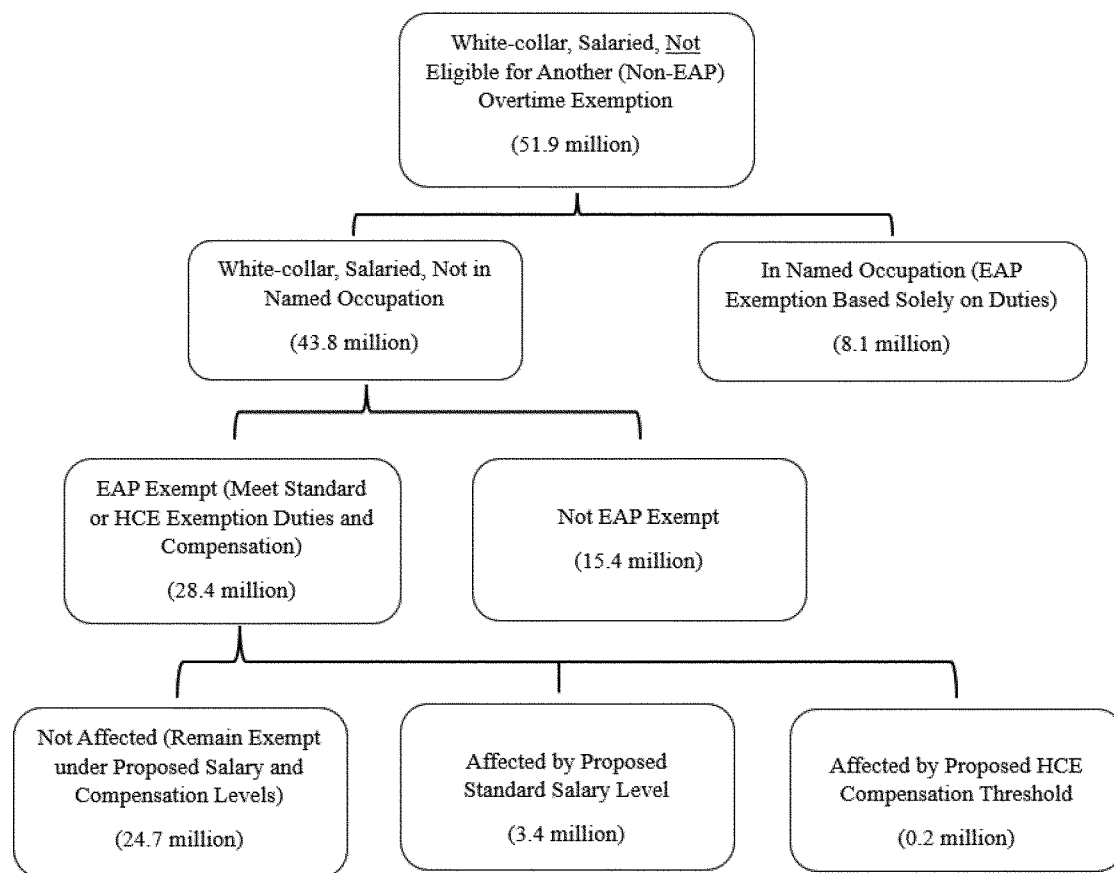 White-collar, Salaried, Not
Eligible for Another (Non-EAP)
Overtime Exemption
(51.9 million)
White-collar, Salaried, Not in
Named Occupation
(43.8 million)
In Named Occupation (EAP
Exemption Based Solely on Duties)
(8.1 million)
EAP Exempt (Meet Standard
or HCE Exemption Duties and
Compensation)
(28.4 million)
Not EAP Exempt
(15.4 million)
Not Affected (Remain Exempt
under Proposed Salary and
Compensation Levels)
(24.7 million)
Affected by Proposed
Standard Salary Level
(3.4 million)
Affected by Proposed HCE
Compensation Threshold
(0.2 million)